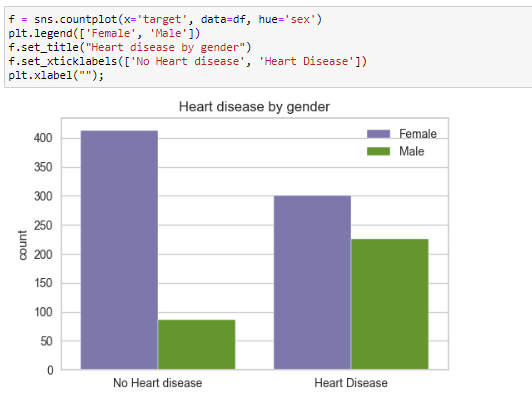 f = sns.countplot(x='target', data=df, hue='sex')
plt.legend(['Female', 'Male'])
f.set_title("Heart disease by gender")
f.set_xticklabels(['No Heart disease', 'Heart Disease'])
plt.xlabel("");
Heart disease by gender
Female
Male
400
350
300
250
200
150
100
50
0
count
No Heart disease
Heart Disease